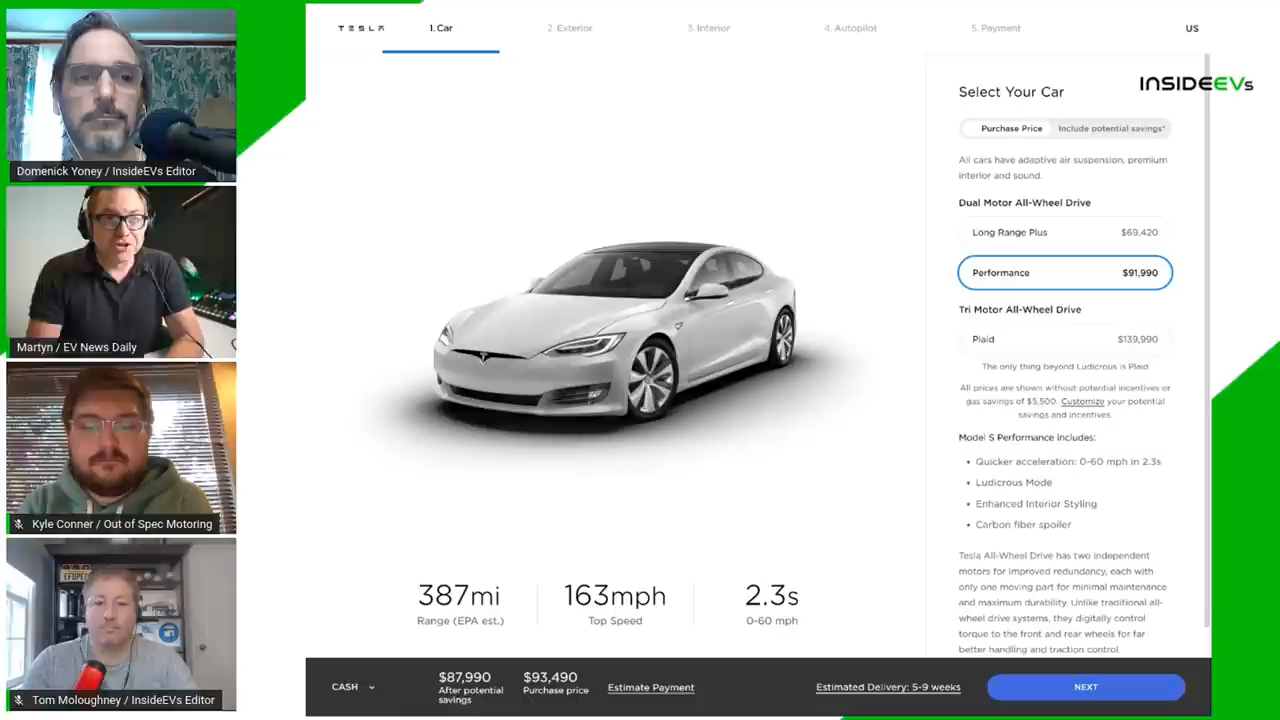 Domenick Yoney / InsideEVs Editor
Martyn / EV News Daily
Kyle Conner / Out of Spec Motoring
Tom Moloughney / InsideEVs Editor
TESLA
1. Car
2. Exterior
3. Interior
4. Autopilot
5. Payment
US
INSIDEEVs
Select Your Car
Purchase Price
Include potential savings*
All cars have adaptive air suspension, premium
interior and sound.
Dual Motor All-Wheel Drive
Long Range Plus $69,420
Performance $91,990
Tri Motor All-Wheel Drive
Plaid $139,990
The only thing beyond Ludicrous is Plaid
All prices are shown without potential incentives or
gas savings of $5,500. Customize your potential
savings and incentives.
Model S Performance includes:
• Quicker acceleration: 0-60 mph in 2.3s
• Ludicrous Mode
• Enhanced Interior Styling
• Carbon fiber spoiler
Tesla All-Wheel Drive has two independent
motors for improved redundancy, each with
only one moving part for minimal maintenance
and maximum durability. Unlike traditional all-
wheel drive systems, they digitally control
torque to the front and rear wheels for far
better handling and traction control.
387mi
Range (EPA est.)
163mph
Top Speed
2.3s
0-60 mph
CASH
$87,990
After potential
savings
$93,490
Purchase price
Estimate Payment
Estimated Delivery: 5-9 weeks
NEXT